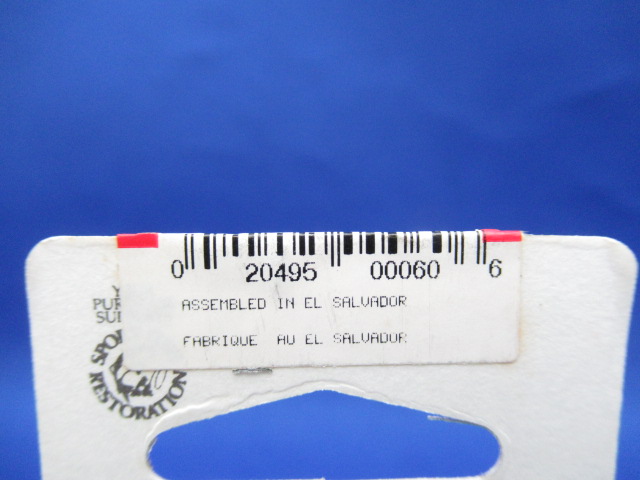 0 20495 00060 6
ASSEMBLED IN EL SALVADOR
FABRIQUE AU EL SALVADOR
RESTORATION